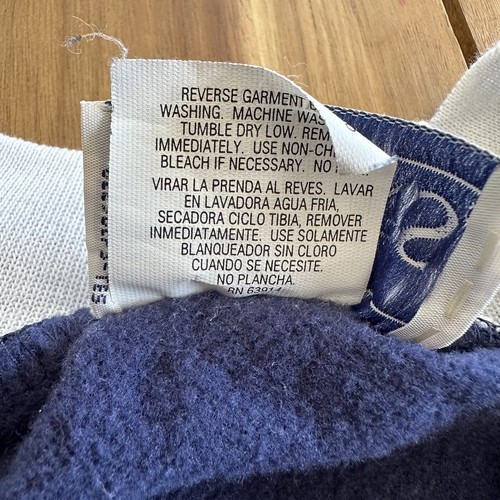 REVERSE GARMENT
WASHING. MACHINE WAS
TUMBLE DRY LOW. REM
IMMEDIATELY. USE NON-CH
BLEACH IF NECESSARY. NO
VIRAR LA PRENDA AL REVES. LAVAR
EN LAVADORA AGUA FRIA,
SECADORA CICLO TIBIA, REMOVER
INMEDIATAMENTE. USE SOLAMENTE
BLANQUEADOR SIN CLORO
CUANDO SE NECESITE.
NO PLANCHA.
RN 63914